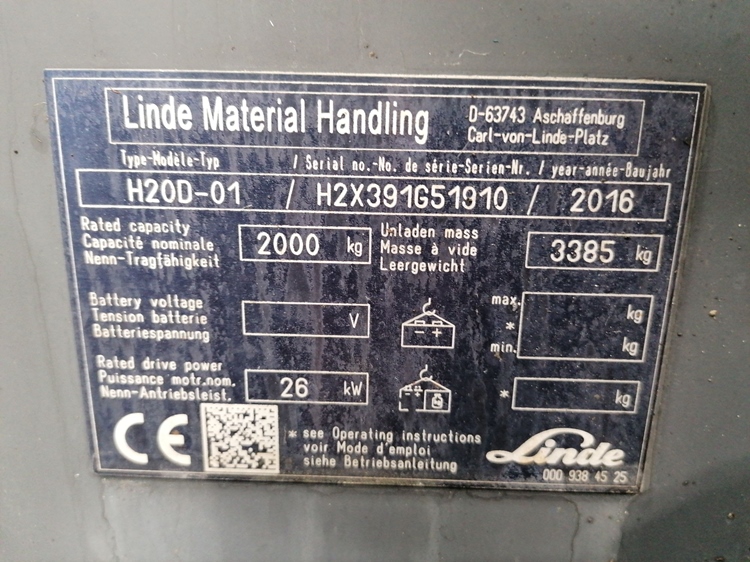 Linde Material Handling
D-63743 Aschaffenburg
Carl-von-Linde-Platz
Type-Modèle-Typ / Serial no.-No. de série-Serien-Nr. / year-année-Baujahr
H20D-01 / H2X391G51910 / 2016
Rated capacity
Capacité nominale
Nenn-Tragfähigkeit
2000 kg
Unladen mass
Masse à vide
Leergewicht
3385 kg
Battery voltage
Tension batterie
Batteriespannung
V
- +
max. kg
*
min. kg
Rated drive power
Puissance motr.nom.
Nenn-Antriebsleist.
26 kW
* kg
CE
* see Operating instructions
voir Mode d'emploi
siehe Betriebsanleitung
Linde
000 938 45 25